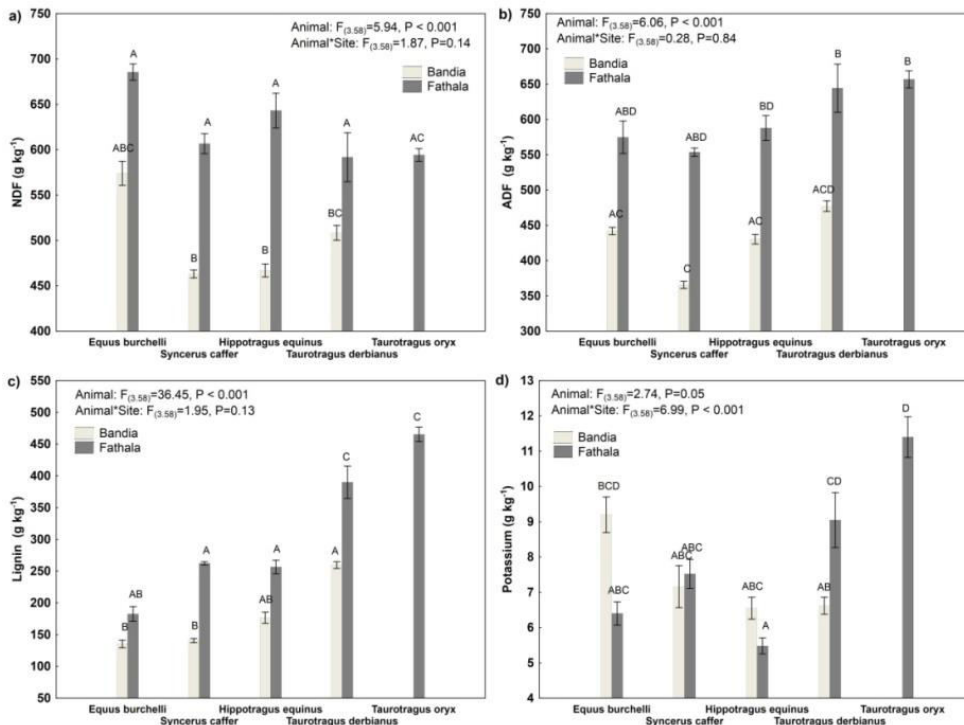 a)
Animal: F(3.58)=5.94, P < 0.001
Animal*Site: F(3.58)=1.87, P=0.14
Bandia
Fathala
NDF (g kg⁻¹)
750
700
650
600
550
500
450
400
ABC
A
B
A
B
A
BC
A
AC
Equus burchelli
Syncerus caffer
Hippotragus equinus
Taurotragus derbianus
Taurotragus oryx
b)
Animal: F(3.58)=6.06, P < 0.001
Animal*Site: F(3.58)=0.28, P=0.84
Bandia
Fathala
ADF (g kg⁻¹)
750
700
650
600
550
500
450
400
350
300
AC
ABD
C
ABD
AC
BD
ACD
B
B
Equus burchelli
Syncerus caffer
Hippotragus equinus
Taurotragus derbianus
Taurotragus oryx
c)
Animal: F(3.58)=36.45, P < 0.001
Animal*Site: F(3.58)=1.95, P=0.13
Bandia
Fathala
Lignin (g kg⁻¹)
550
500
450
400
350
300
250
200
150
100
50
B
AB
B
A
AB
A
A
C
C
Equus burchelli
Syncerus caffer
Hippotragus equinus
Taurotragus derbianus
Taurotragus oryx
d)
Animal: F(3.58)=2.74, P=0.05
Animal*Site: F(3.58)=6.99, P < 0.001
Bandia
Fathala
Potassium (g kg⁻¹)
13
12
11
10
9
8
7
6
5
4
BCD
ABC
ABC
ABC
ABC
A
AB
CD
D
Equus burchelli
Syncerus caffer
Hippotragus equinus
Taurotragus derbianus
Taurotragus oryx